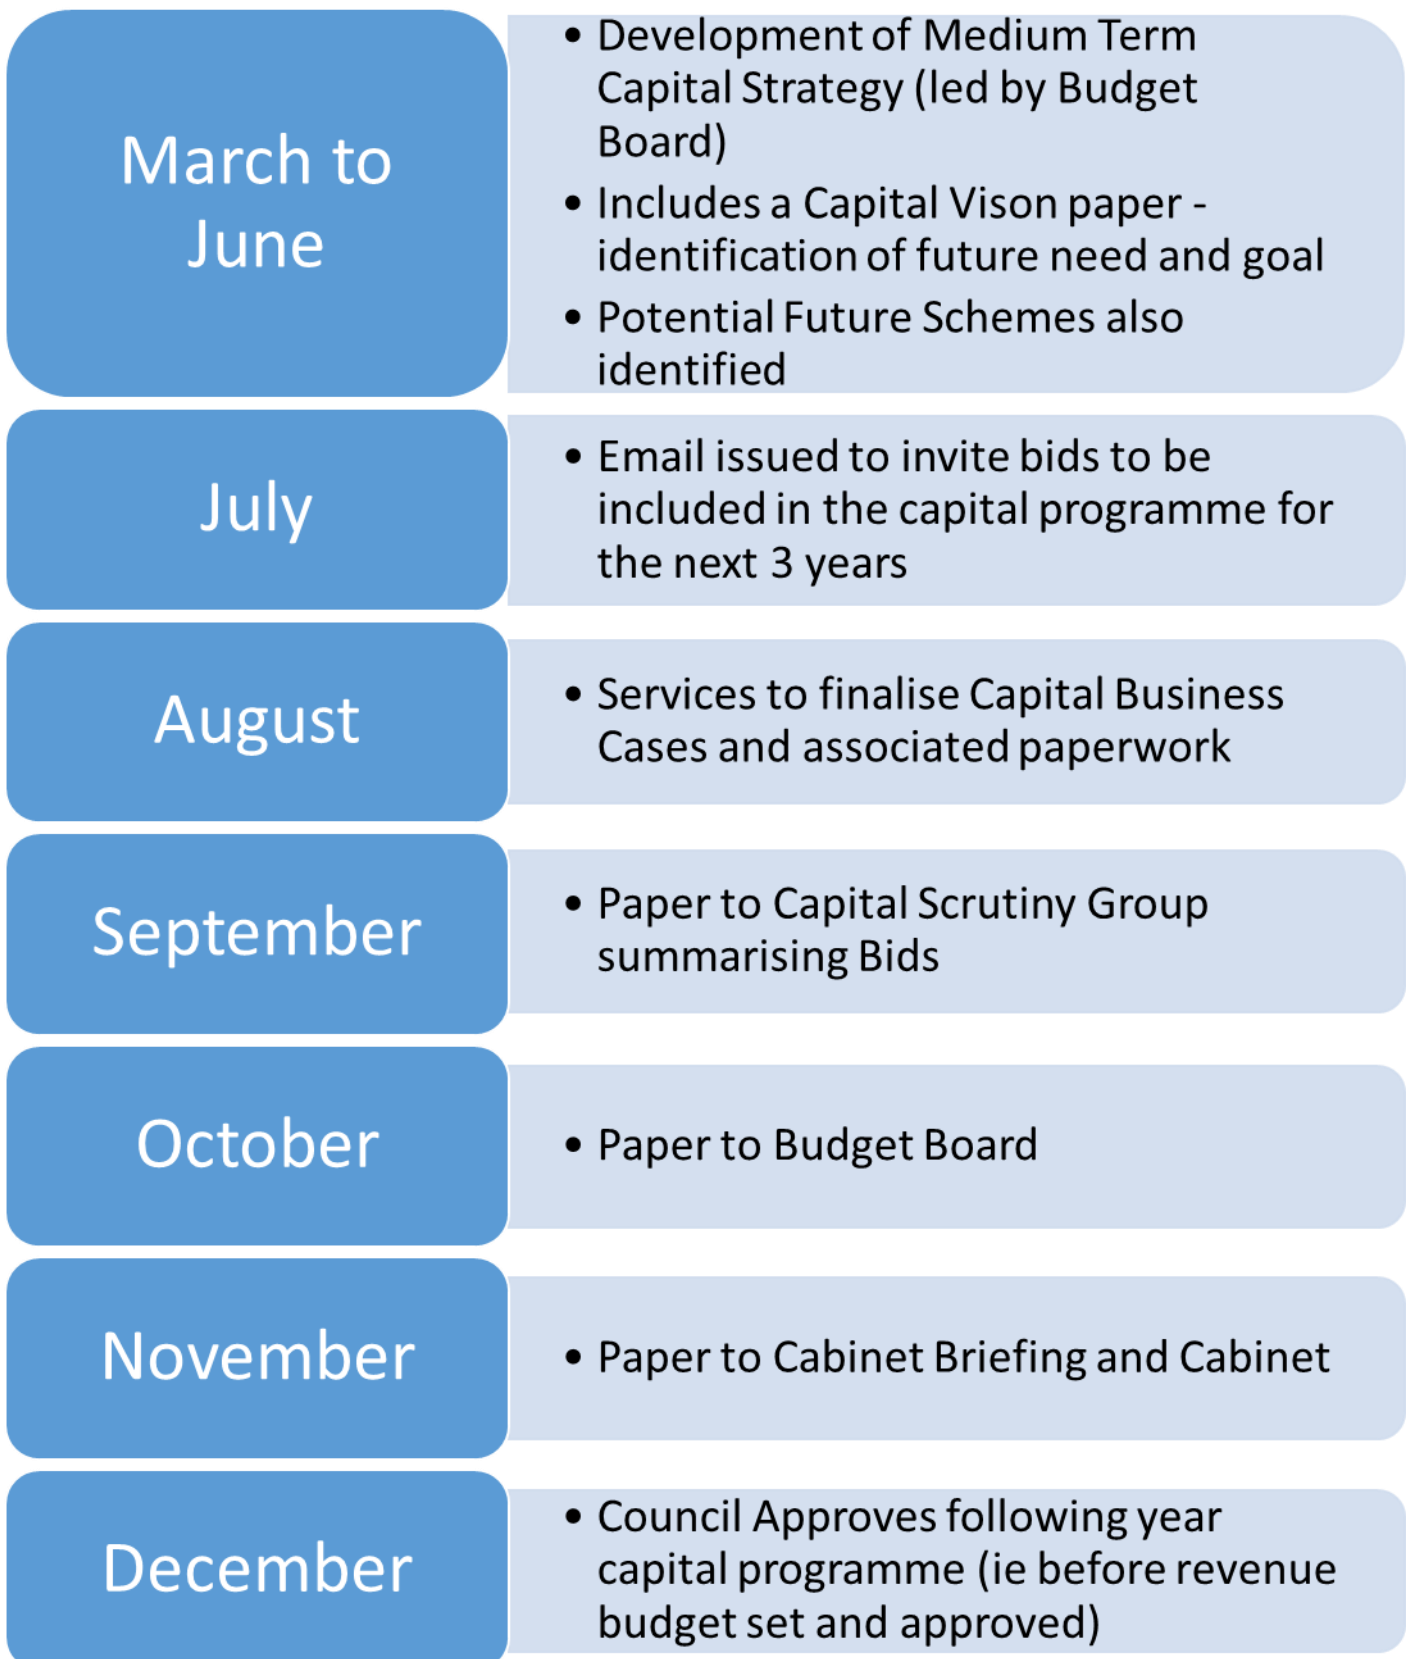 March to
June
• Development of Medium Term
Capital Strategy (led by Budget
Board)
• Includes a Capital Vison paper -
identification of future need and goal
• Potential Future Schemes also
identified
July
• Email issued to invite bids to be
included in the capital programme for
the next 3 years
August
• Services to finalise Capital Business
Cases and associated paperwork
September
• Paper to Capital Scrutiny Group
summarising Bids
October
• Paper to Budget Board
November
• Paper to Cabinet Briefing and Cabinet
December
• Council Approves following year
capital programme (ie before revenue
budget set and approved)